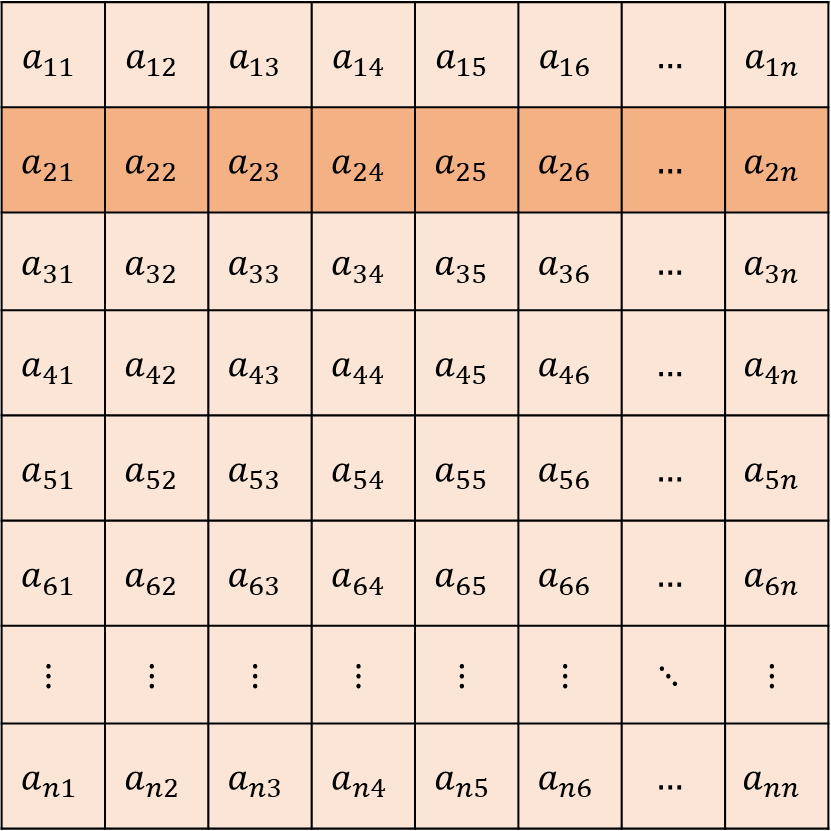 a₁₁ a₁₂ a₁₃ a₁₄ a₁₅ a₁₆ ... a₁ₙ
a₂₁ a₂₂ a₂₃ a₂₄ a₂₅ a₂₆ ... a₂ₙ
a₃₁ a₃₂ a₃₃ a₃₄ a₃₅ a₃₆ ... a₃ₙ
a₄₁ a₄₂ a₄₃ a₄₄ a₄₅ a₄₆ ... a₄ₙ
a₅₁ a₅₂ a₅₃ a₅₄ a₅₅ a₅₆ ... a₅ₙ
a₆₁ a₆₂ a₆₃ a₆₄ a₆₅ a₆₆ ... a₆ₙ
⋮ ⋮ ⋮ ⋮ ⋮ ⋮ ⋱ ⋮
aₙ₁ aₙ₂ aₙ₃ aₙ₄ aₙ₅ aₙ₆ ... aₙₙ